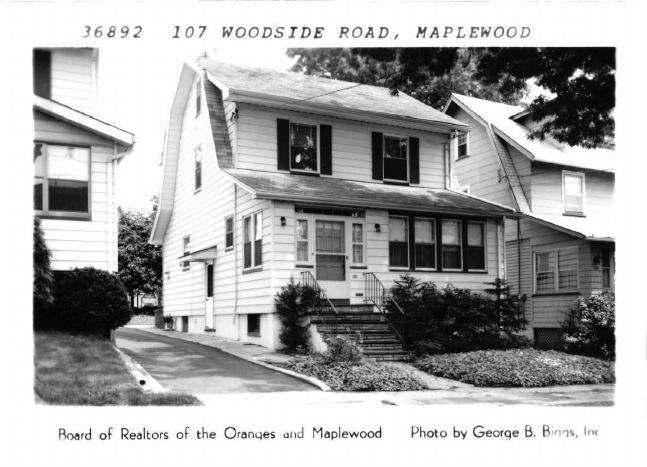 36892 107 WOODSIDE ROAD, MAPLEWOOD
Board of Realtors of the Oranges and Maplewood Photo by George B. Biggs, Inc